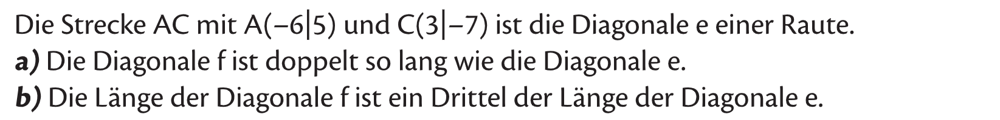 Die Strecke AC mit A(–6|5) und C(3|–7) ist die Diagonale e einer Raute.
a) Die Diagonale f ist doppelt so lang wie die Diagonale e.
b) Die Länge der Diagonale f ist ein Drittel der Länge der Diagonale e.